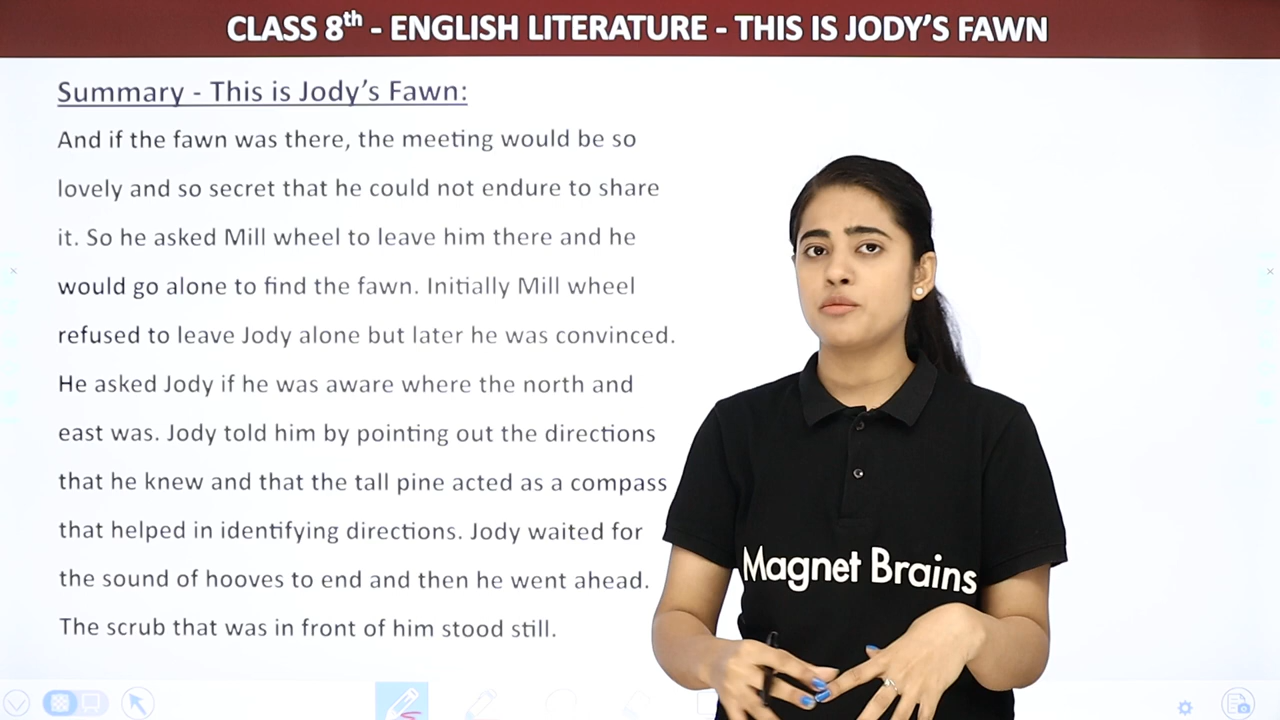 CLASS 8th - ENGLISH LITERATURE - THIS IS JODY'S FAWN
Summary - This is Jody's Fawn:
And if the fawn was there, the meeting would be so
lovely and so secret that he could not endure to share
it. So he asked Mill wheel to leave him there and he
would go alone to find the fawn. Initially Mill wheel
refused to leave Jody alone but later he was convinced.
He asked Jody if he was aware where the north and
east was. Jody told him by pointing out the directions
that he knew and that the tall pine acted as a compass
that helped in identifying directions. Jody waited for
the sound of hooves to end and then he went ahead.
The scrub that was in front of him stood still.
Magnet Brains